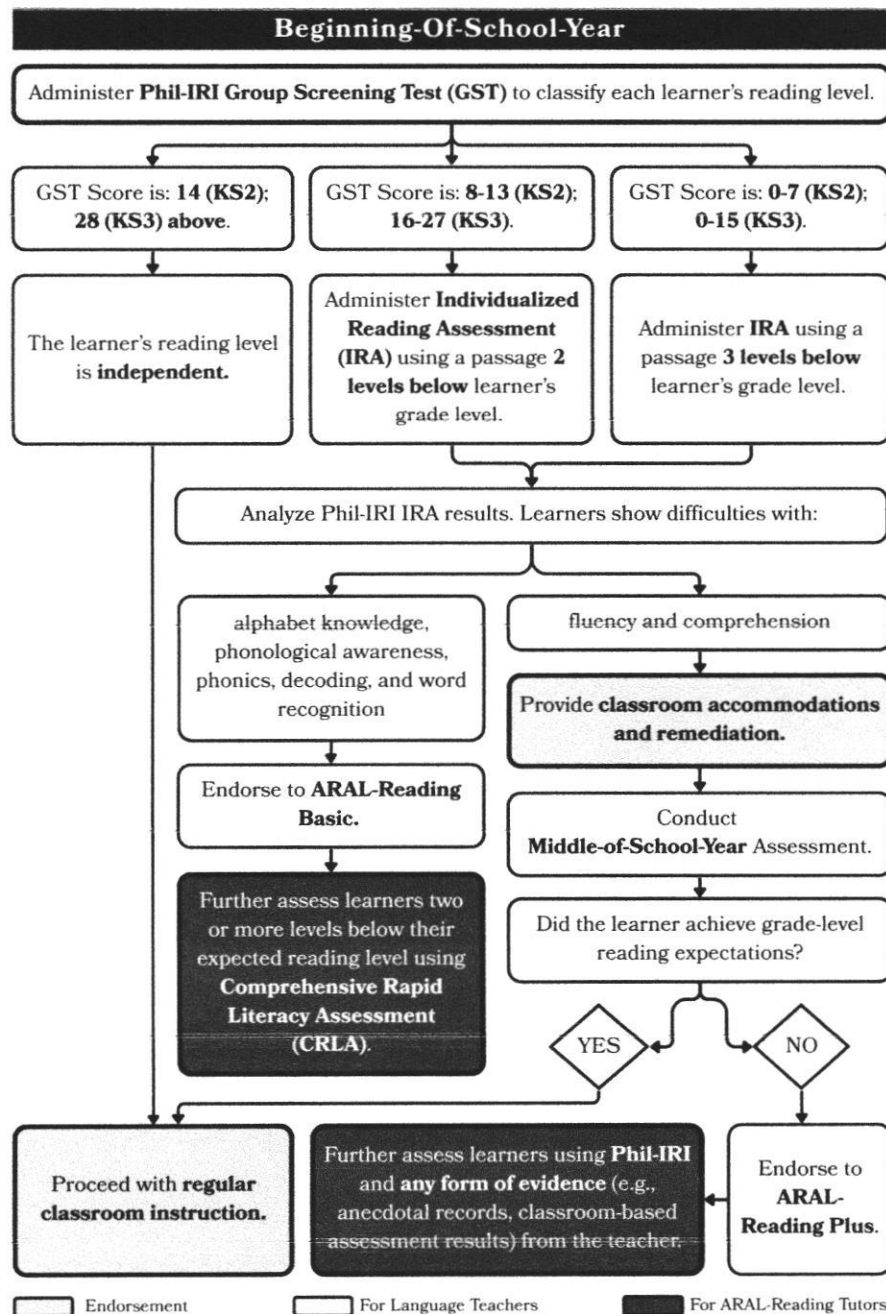 Beginning-Of-School-Year
Administer Phil-IRI Group Screening Test (GST) to classify each learner's reading level.
GST Score is: 14 (KS2);
28 (KS3) above.
GST Score is: 8-13 (KS2);
16-27 (KS3).
GST Score is: 0-7 (KS2);
0-15 (KS3).
The learner's reading level
is independent.
Administer Individualized
Reading Assessment
(IRA) using a passage 2
levels below learner's
grade level.
Administer IRA using a
passage 3 levels below
learner's grade level.
Analyze Phil-IRI IRA results. Learners show difficulties with:
alphabet knowledge,
phonological awareness,
phonics, decoding, and word
recognition
fluency and comprehension
Provide classroom accommodations
and remediation.
Endorse to ARAL-Reading
Basic.
Conduct
Middle-of-School-Year Assessment.
Further assess learners two
or more levels below their
expected reading level using
Comprehensive Rapid
Literacy Assessment
(CRLA).
Did the learner achieve grade-level
reading expectations?
YES
NO
Proceed with regular
classroom instruction.
Further assess learners using Phil-IRI
and any form of evidence (e.g.,
anecdotal records, classroom-based
assessment results) from the teacher.
Endorse to
ARAL-
Reading Plus.
Endorsement
For Language Teachers
For ARAL-Reading Tutors